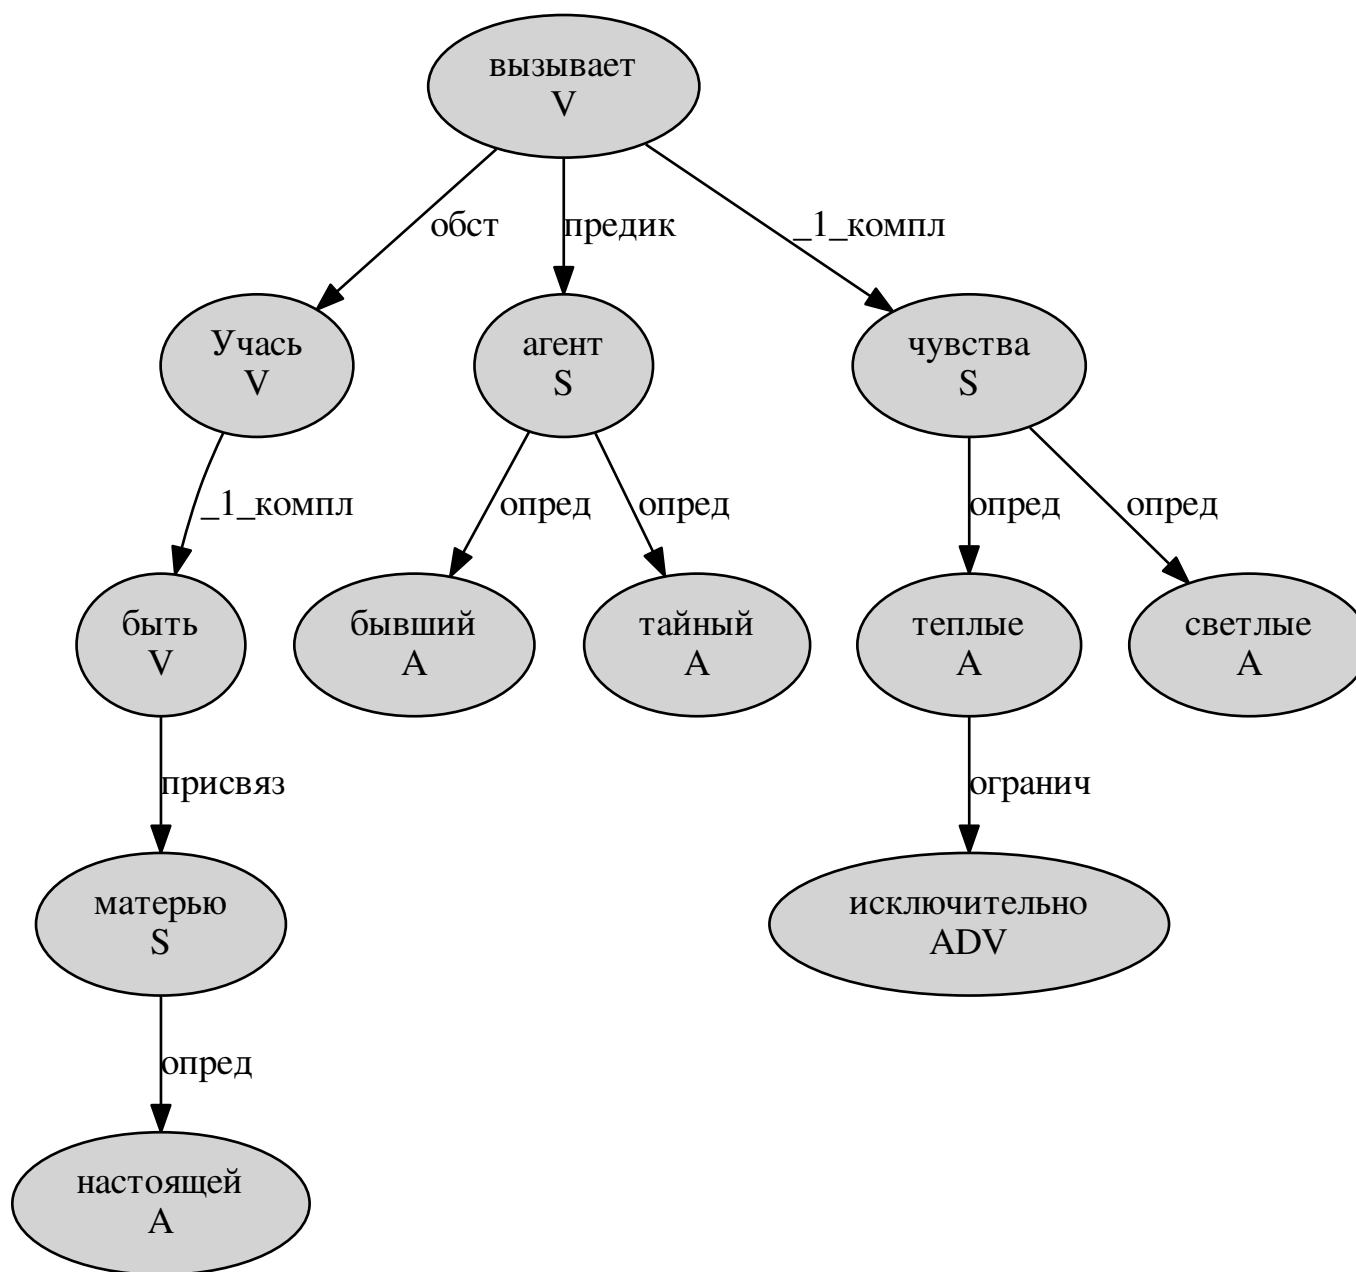 вызывает
V
обст
предик
_1_компл
Учась
V
агент
S
чувства
S
_1_компл
опред
опред
опред
опред
быть
V
бывший
A
тайный
A
теплые
A
светлые
A
присвяз
огранич
матерью
S
исключительно
ADV
опред
настоящей
A